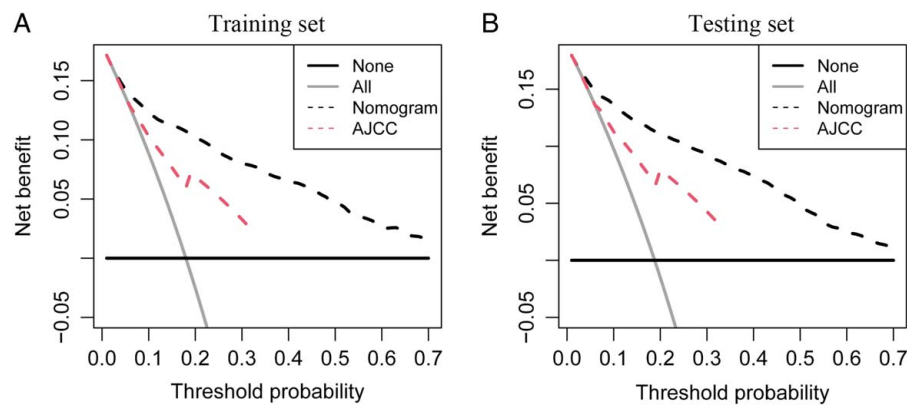 A
Training set
None
All
Nomogram
AJCC
Net benefit
0.15
0.10
0.05
−0.05
0.0 0.1 0.2 0.3 0.4 0.5 0.6 0.7
Threshold probability
B
Testing set
None
All
Nomogram
AJCC
Net benefit
0.15
0.05
−0.05
0.0 0.1 0.2 0.3 0.4 0.5 0.6 0.7
Threshold probability